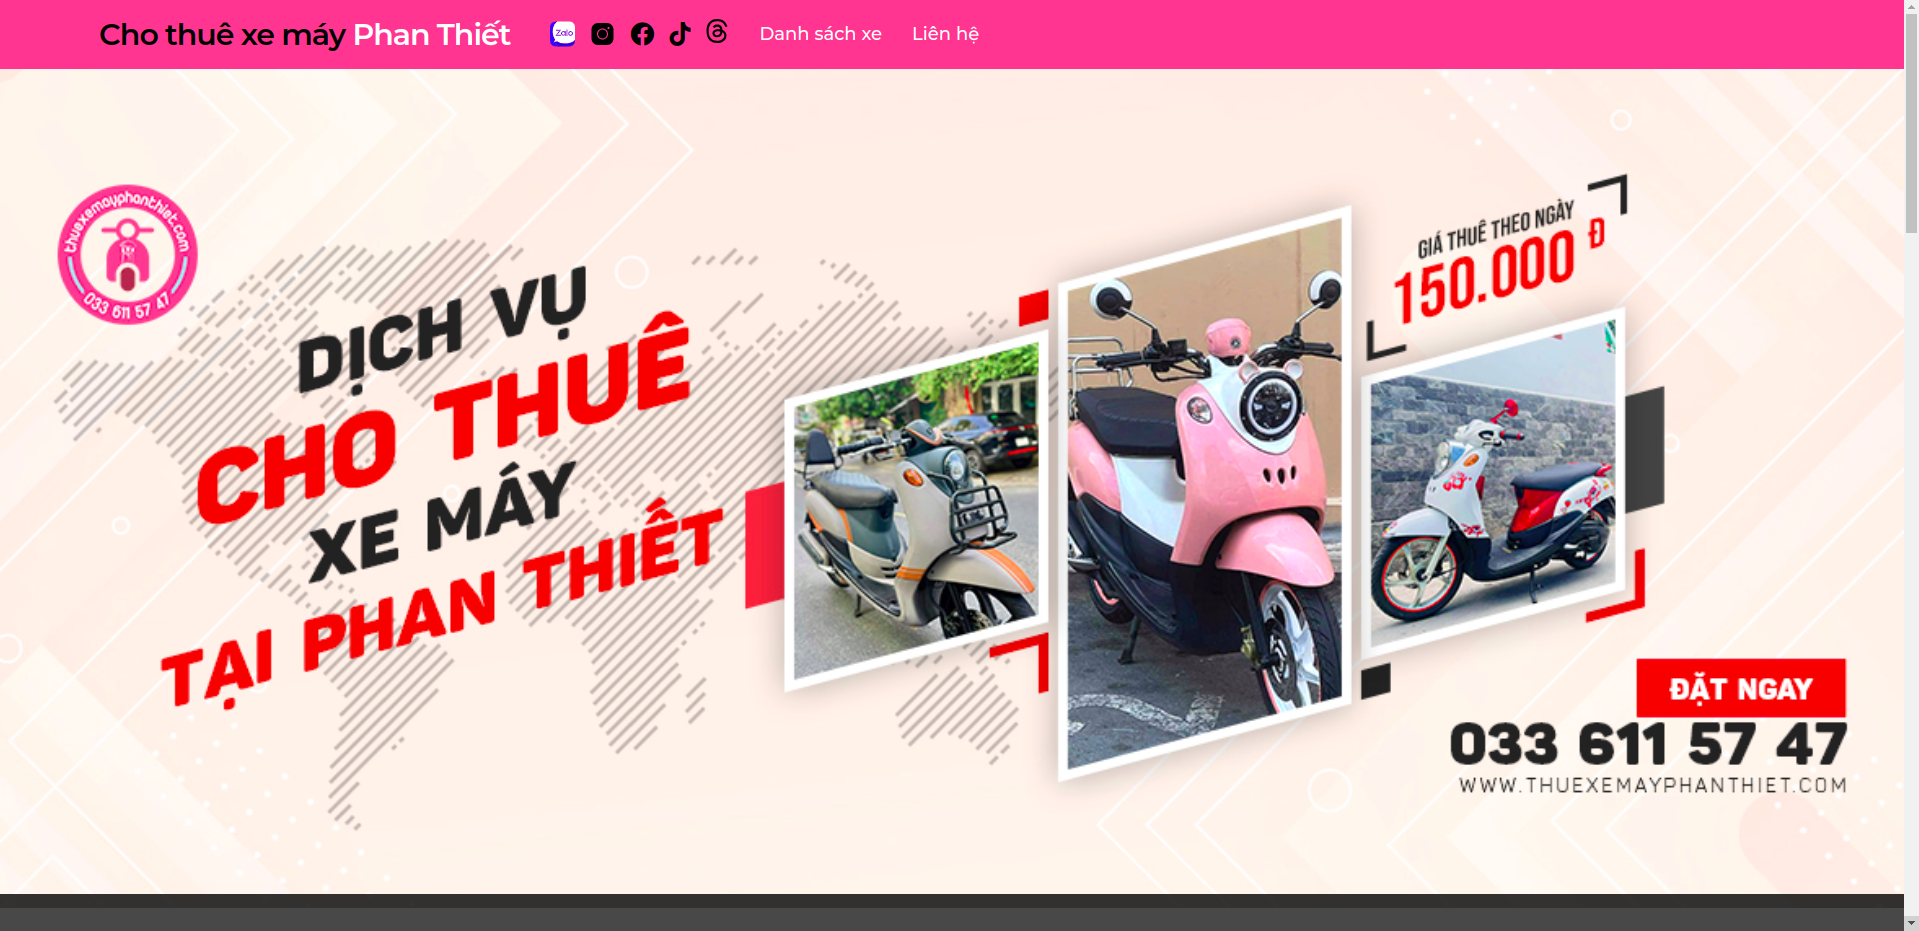 Cho thuê xe máy Phan Thiết
Zalo
Danh sách xe
Liên hệ
thuexemayphanthiet.com
033 611 57 47
DỊCH VỤ
CHO THUÊ
XE MÁY
TẠI PHAN THIẾT
GIÁ THUÊ THEO NGÀY
150.000 Đ
ĐẶT NGAY
033 611 57 47
WWW.THUEXEMAYPHANTHIET.COM